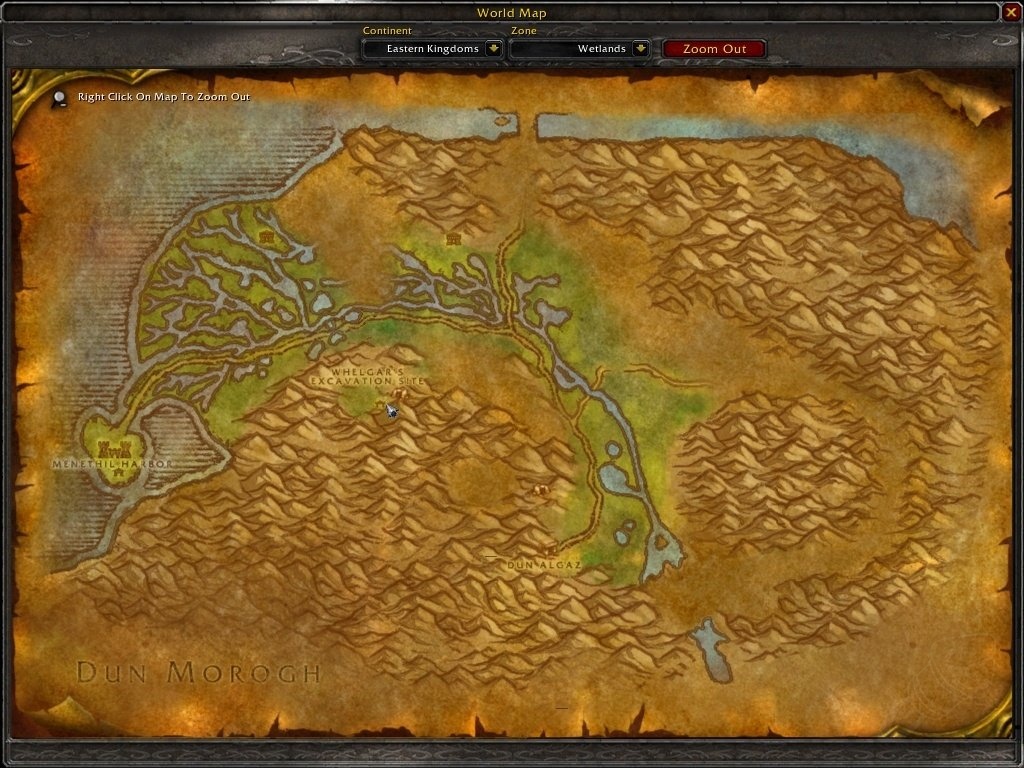 World Map
Continent
Zone
Eastern Kingdoms
Wetlands
Zoom Out
Right Click On Map To Zoom Out
WHELGAR'S
EXCAVATION SITE
MENETHIL HARBOR
DUN ALGAZ
DUN MOROGH